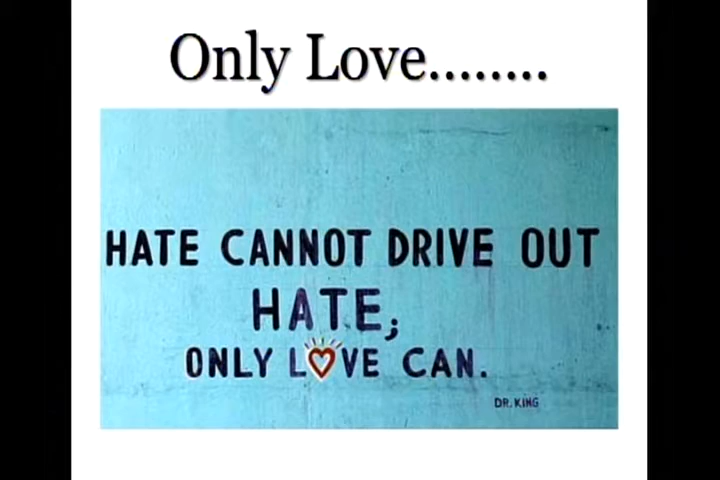 Only Love........
HATE CANNOT DRIVE OUT
HATE;
ONLY LOVE CAN.
DR. KING